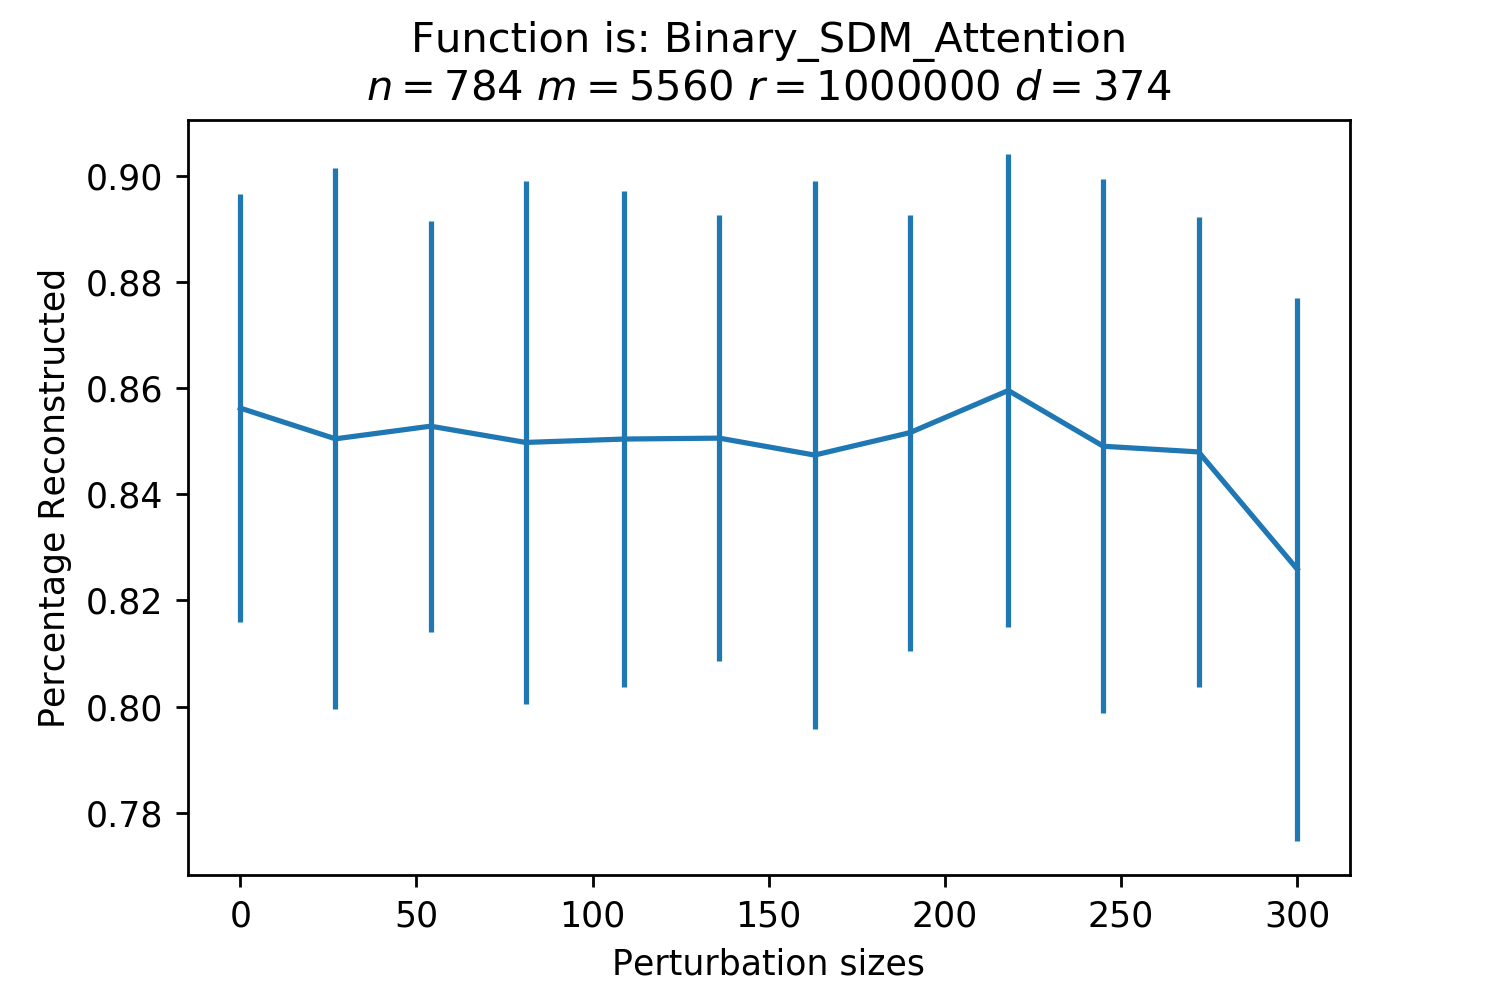 Function is: Binary_SDM_Attention
n = 784 m = 5560 r = 1000000 d = 374
Percentage Reconstructed
0.90
0.88
0.86
0.84
0.82
0.80
0.78
0 50 100 150 200 250 300
Perturbation sizes